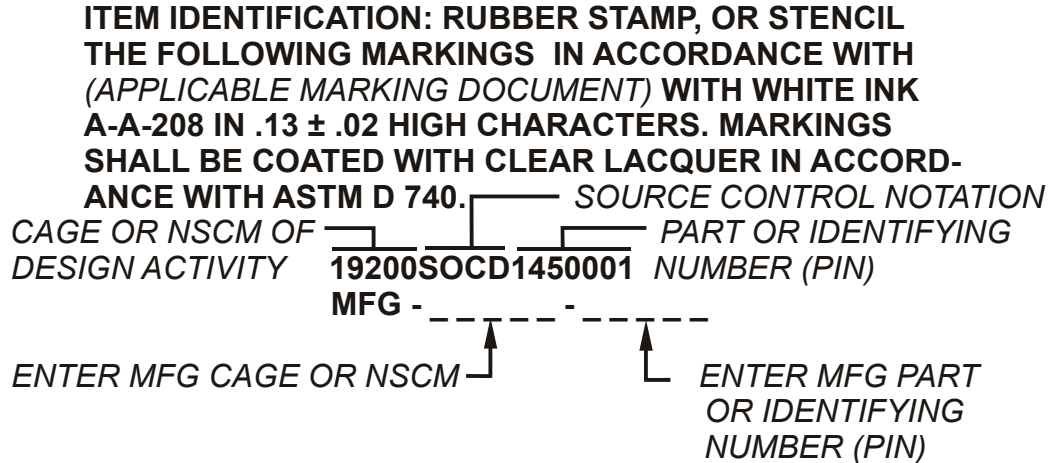 ITEM IDENTIFICATION: RUBBER STAMP, OR STENCIL
THE FOLLOWING MARKINGS IN ACCORDANCE WITH
(APPLICABLE MARKING DOCUMENT) WITH WHITE INK
A-A-208 IN .13 ± .02 HIGH CHARACTERS. MARKINGS
SHALL BE COATED WITH CLEAR LACQUER IN ACCORD-
ANCE WITH ASTM D 740.
SOURCE CONTROL NOTATION
CAGE OR NSCM OF
DESIGN ACTIVITY
PART OR IDENTIFYING
NUMBER (PIN)
19200SOCD1450001
MFG - _ _ _ _ _ - _ _ _ _ _
ENTER MFG CAGE OR NSCM
ENTER MFG PART
OR IDENTIFYING
NUMBER (PIN)